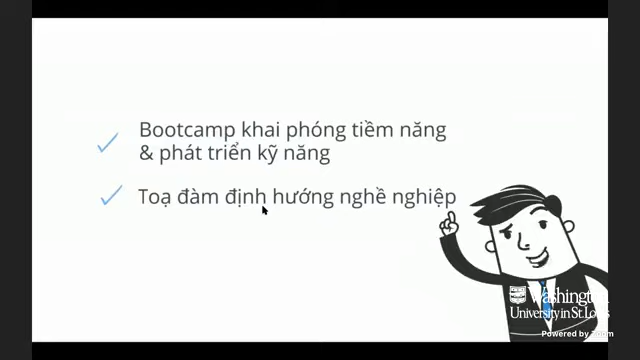 Bootcamp khai phóng tiềm năng
& phát triển kỹ năng
Toạ đàm định hướng nghề nghiệp
Washington
University in St. Louis
Powered by Zoom